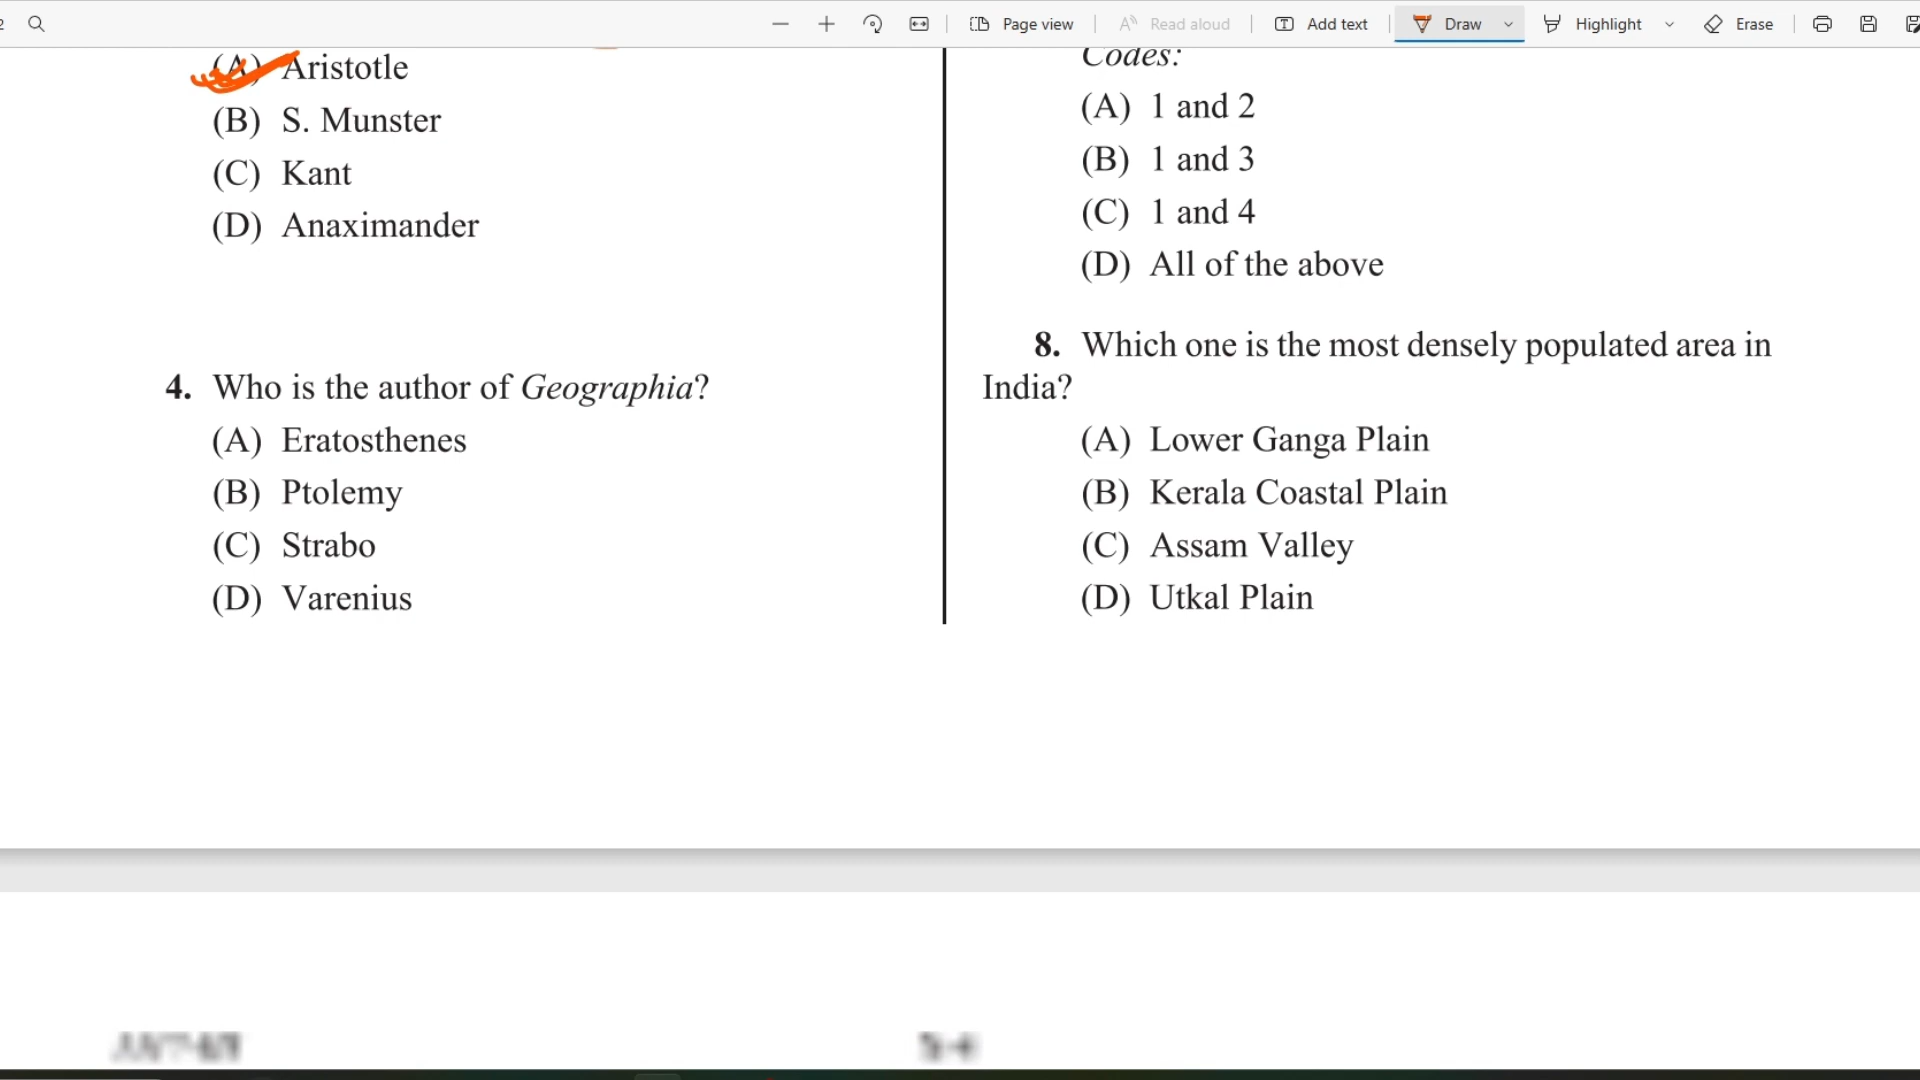 2
Page view
Read aloud
Add text
Draw
Highlight
Erase
(A) Aristotle
(B) S. Munster
(C) Kant
(D) Anaximander
4. Who is the author of Geographia?
(A) Eratosthenes
(B) Ptolemy
(C) Strabo
(D) Varenius
Codes:
(A) 1 and 2
(B) 1 and 3
(C) 1 and 4
(D) All of the above
8. Which one is the most densely populated area in
India?
(A) Lower Ganga Plain
(B) Kerala Coastal Plain
(C) Assam Valley
(D) Utkal Plain